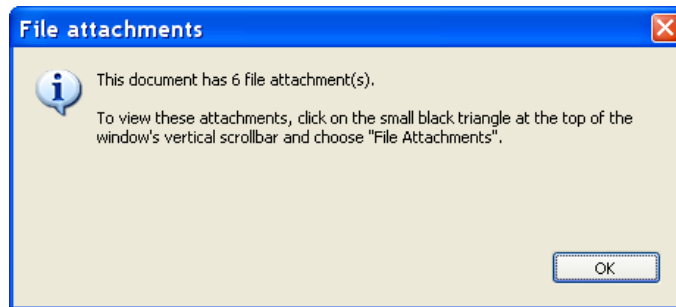 File attachments
This document has 6 file attachment(s).
To view these attachments, click on the small black triangle at the top of the
window's vertical scrollbar and choose "File Attachments".
OK